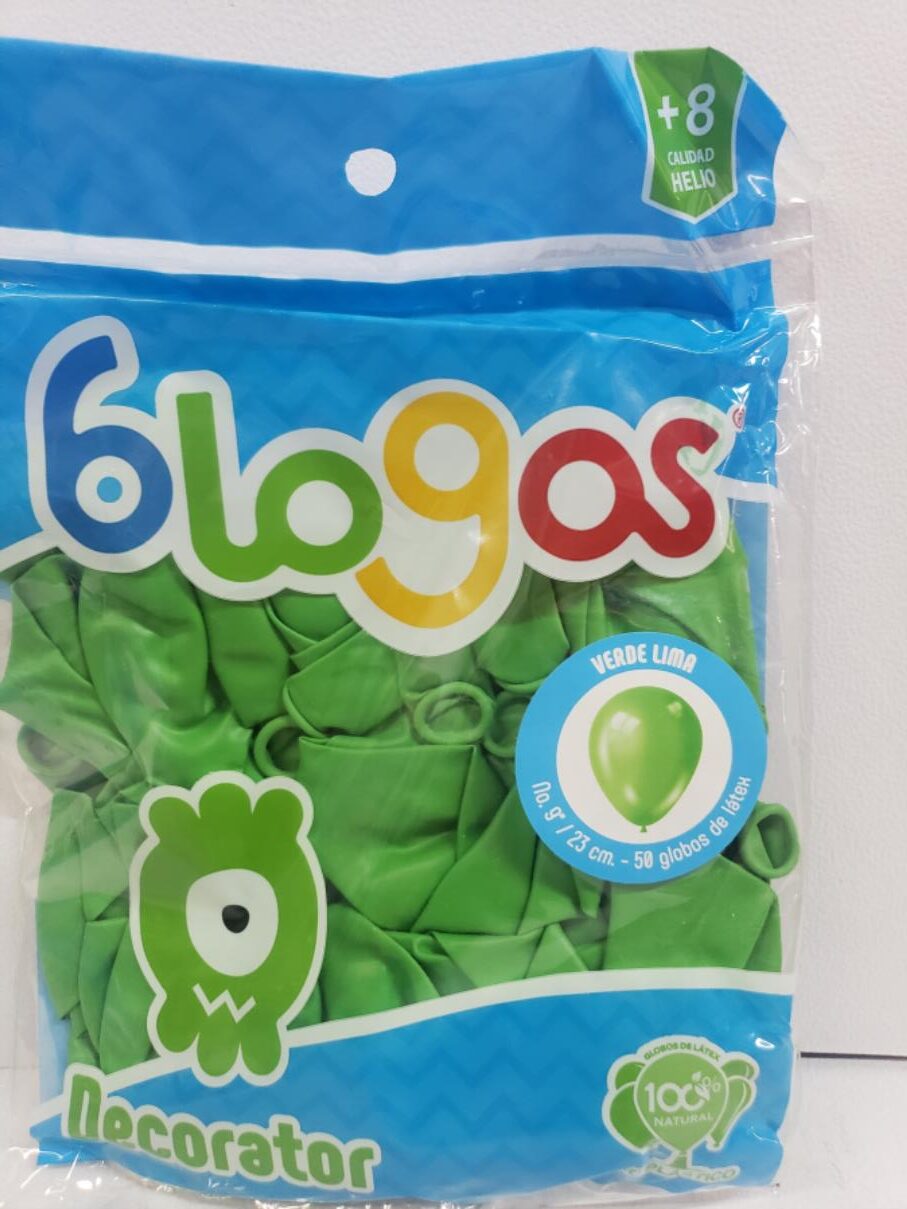 +8
CALIDAD
HELIO
blogos
®
VERDE LIMA
No. 9" / 23 cm. - 50 globos de látex
Decorator
GLOBOS DE LÁTEX
100%
NATURAL